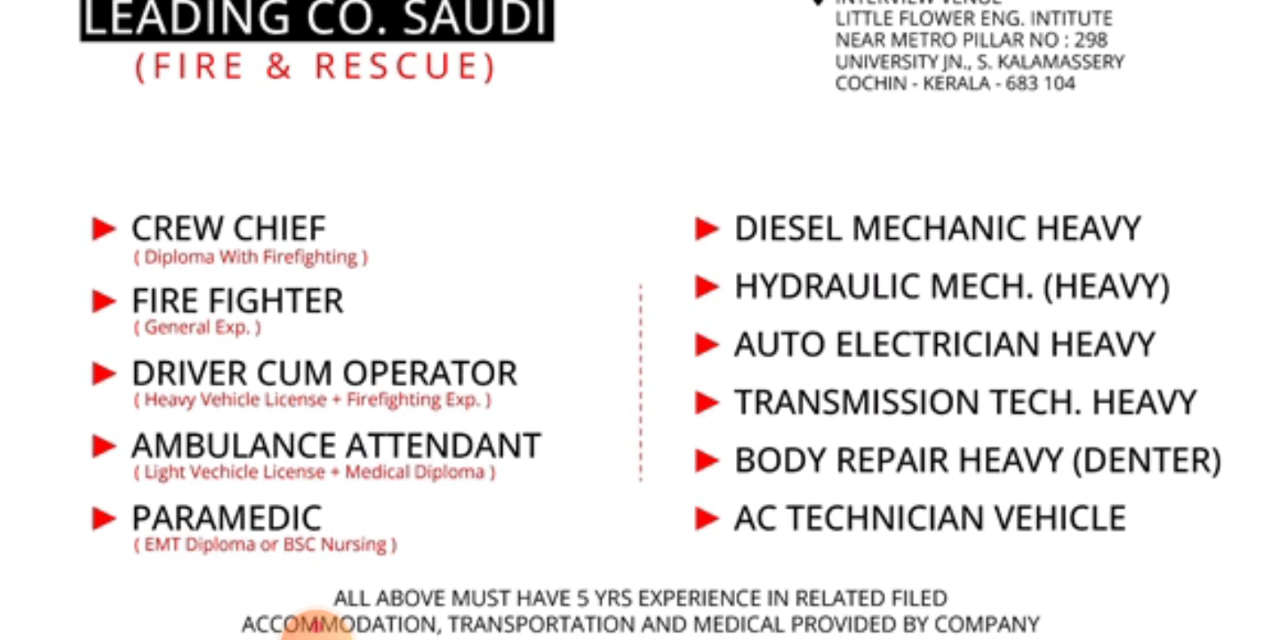 LEADING CO. SAUDI
(FIRE & RESCUE)
INTERVIEW VENUE
LITTLE FLOWER ENG. INTITUTE
NEAR METRO PILLAR NO : 298
UNIVERSITY JN., S. KALAMASSERY
COCHIN - KERALA - 683 104
CREW CHIEF
( Diploma With Firefighting )
FIRE FIGHTER
( General Exp. )
DRIVER CUM OPERATOR
( Heavy Vehicle License + Firefighting Exp. )
AMBULANCE ATTENDANT
( Light Vechicle License + Medical Diploma )
PARAMEDIC
( EMT Diploma or BSC Nursing )
DIESEL MECHANIC HEAVY
HYDRAULIC MECH. (HEAVY)
AUTO ELECTRICIAN HEAVY
TRANSMISSION TECH. HEAVY
BODY REPAIR HEAVY (DENTER)
AC TECHNICIAN VEHICLE
ALL ABOVE MUST HAVE 5 YRS EXPERIENCE IN RELATED FILED
ACCOMMODATION, TRANSPORTATION AND MEDICAL PROVIDED BY COMPANY